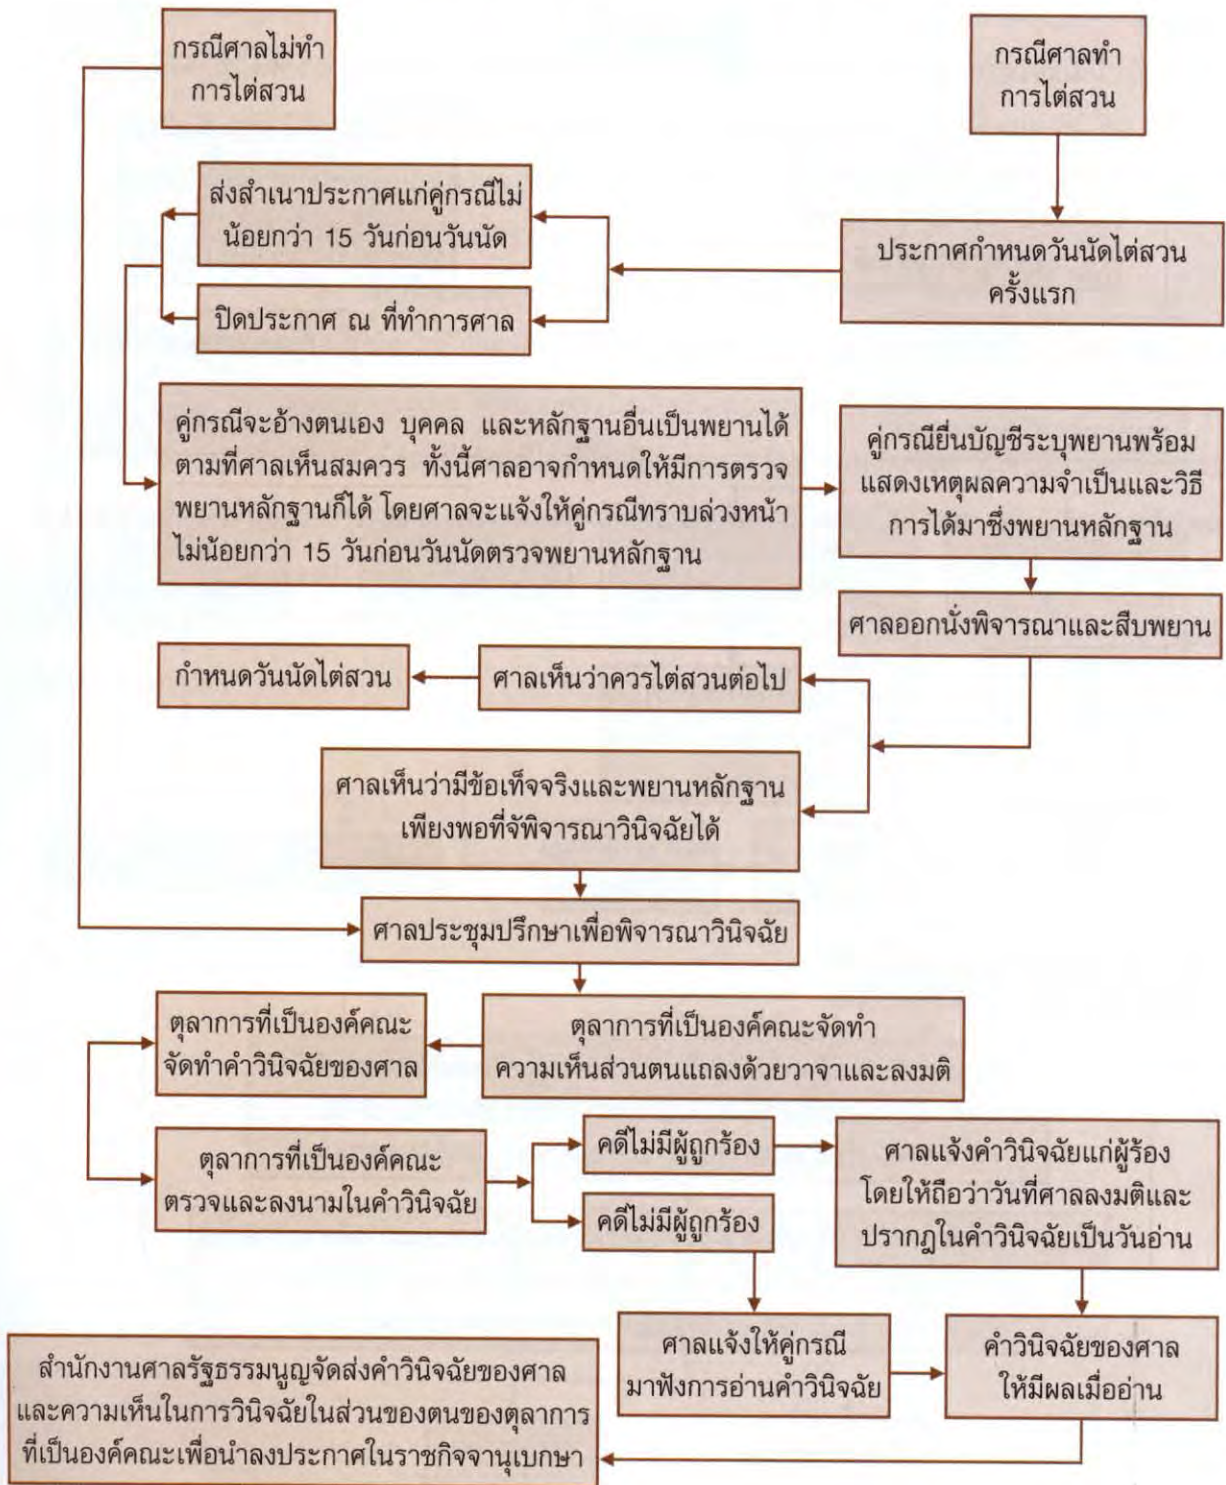 กรณีศาลไม่ทำ
การไต่สวน
กรณีศาลทำ
การไต่สวน
ส่งสำเนาประกาศแก่คู่กรณีไม่
น้อยกว่า 15 วันก่อนวันนัด
ประกาศกำหนดวันนัดไต่สวน
ครั้งแรก
ปิดประกาศ ณ ที่ทำการศาล
คู่กรณีจะอ้างตนเอง บุคคล และหลักฐานอื่นเป็นพยานได้
ตามที่ศาลเห็นสมควร ทั้งนี้ศาลอาจกำหนดให้มีการตรวจ
พยานหลักฐานก็ได้ โดยศาลจะแจ้งให้คู่กรณีทราบล่วงหน้า
ไม่น้อยกว่า 15 วันก่อนวันนัดตรวจพยานหลักฐาน
คู่กรณียื่นบัญชีระบุพยานพร้อม
แสดงเหตุผลความจำเป็นและวิธี
การได้มาซึ่งพยานหลักฐาน
ศาลออกนั่งพิจารณาและสืบพยาน
กำหนดวันนัดไต่สวน
ศาลเห็นว่าควรไต่สวนต่อไป
ศาลเห็นว่ามีข้อเท็จจริงและพยานหลักฐาน
เพียงพอที่จัพิจารณาวินิจฉัยได้
ศาลประชุมปรึกษาเพื่อพิจารณาวินิจฉัย
ตุลาการที่เป็นองค์คณะ
จัดทำคำวินิจฉัยของศาล
ตุลาการที่เป็นองค์คณะจัดทำ
ความเห็นส่วนตนแถลงด้วยวาจาและลงมติ
ตุลาการที่เป็นองค์คณะ
ตรวจและลงนามในคำวินิจฉัย
คดีไม่มีผู้ถูกร้อง
คดีไม่มีผู้ถูกร้อง
ศาลแจ้งคำวินิจฉัยแก่ผู้ร้อง
โดยให้ถือว่าวันที่ศาลลงมติและ
ปรากฏในคำวินิจฉัยเป็นวันอ่าน
ศาลแจ้งให้คู่กรณี
มาฟังการอ่านคำวินิจฉัย
คำวินิจฉัยของศาล
ให้มีผลเมื่ออ่าน
สำนักงานศาลรัฐธรรมนูญจัดส่งคำวินิจฉัยของศาล
และความเห็นในการวินิจฉัยในส่วนของตนของตุลาการ
ที่เป็นองค์คณะเพื่อนำลงประกาศในราชกิจจานุเบกษา